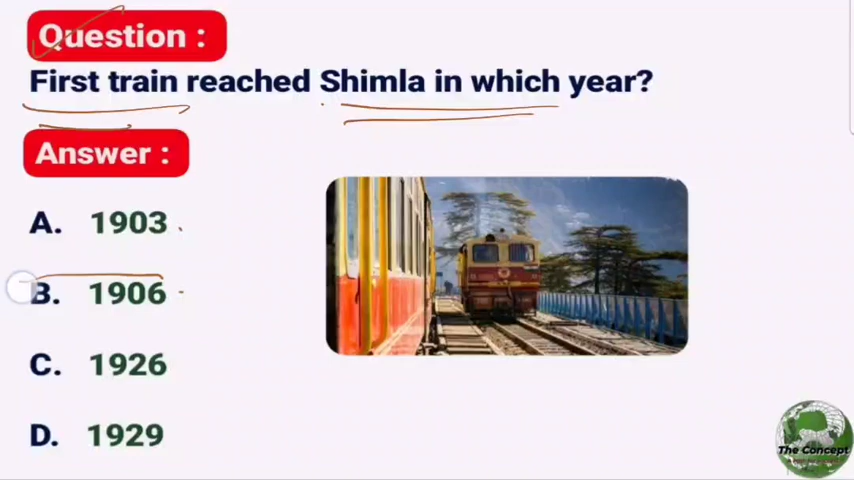 Question :
First train reached Shimla in which year?
Answer :
A. 1903
B. 1906
C. 1926
D. 1929
The Concept